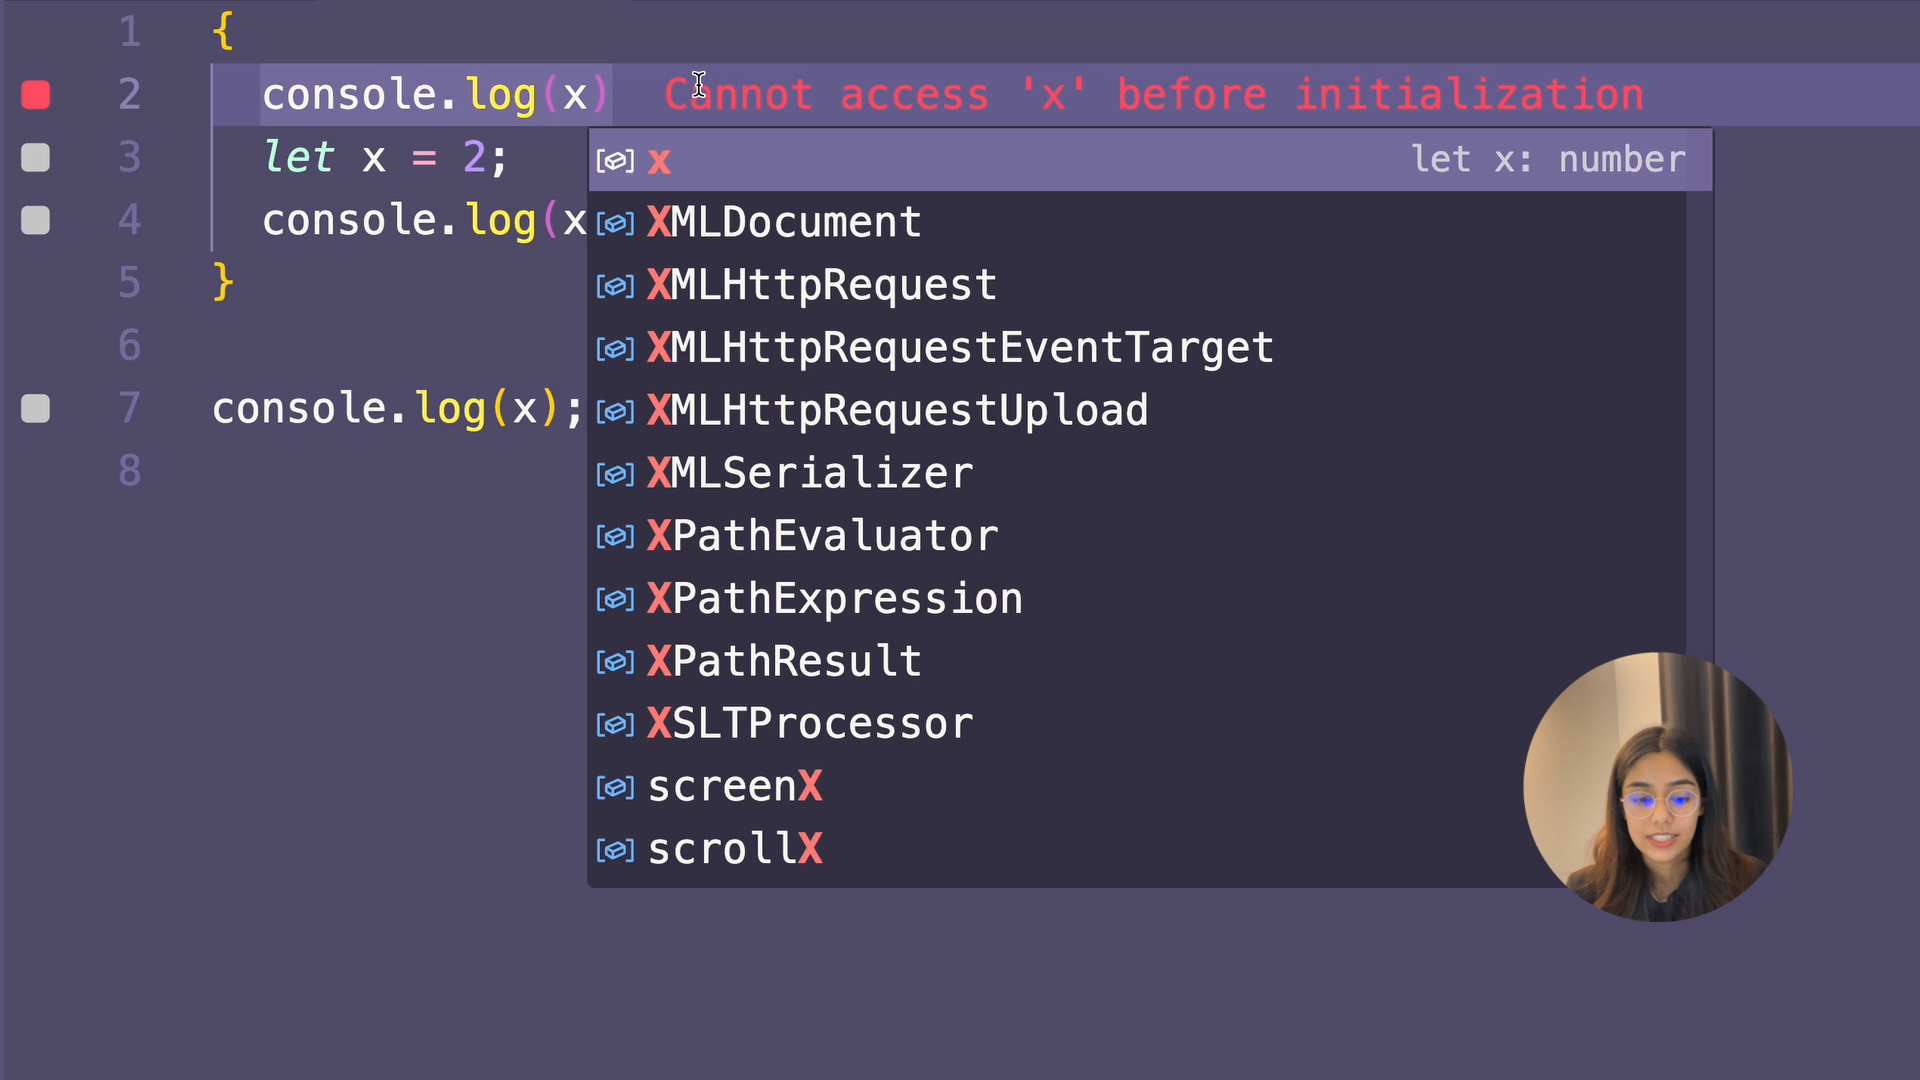 1 {
2 console.log(x) Cannot access 'x' before initialization
3 let x = 2;
x let x: number
4 console.log(x
XMLDocument
5 }
XMLHttpRequest
6
XMLHttpRequestEventTarget
7 console.log(x);
XMLHttpRequestUpload
8
XMLSerializer
XPathEvaluator
XPathExpression
XPathResult
XSLTProcessor
screenX
scrollX